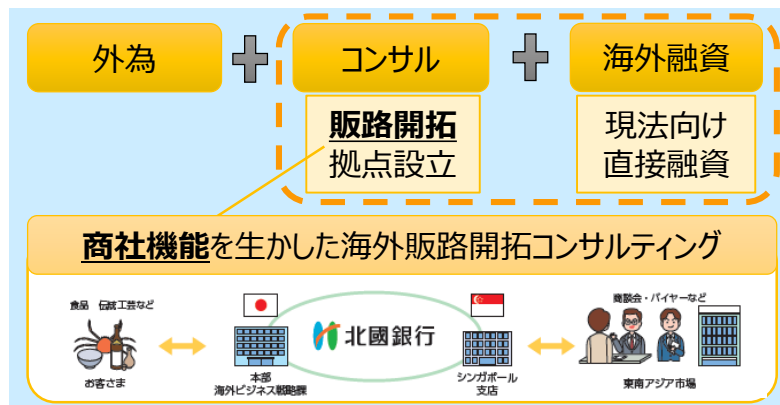 外為
コンサル
海外融資
販路開拓
拠点設立
現法向け
直接融資
商社機能を生かした海外販路開拓コンサルティング
食品 伝統工芸など
商談会・バイヤーなど
北國銀行
お客さま
本部
海外ビジネス戦略課
シンガポール
支店
東南アジア市場